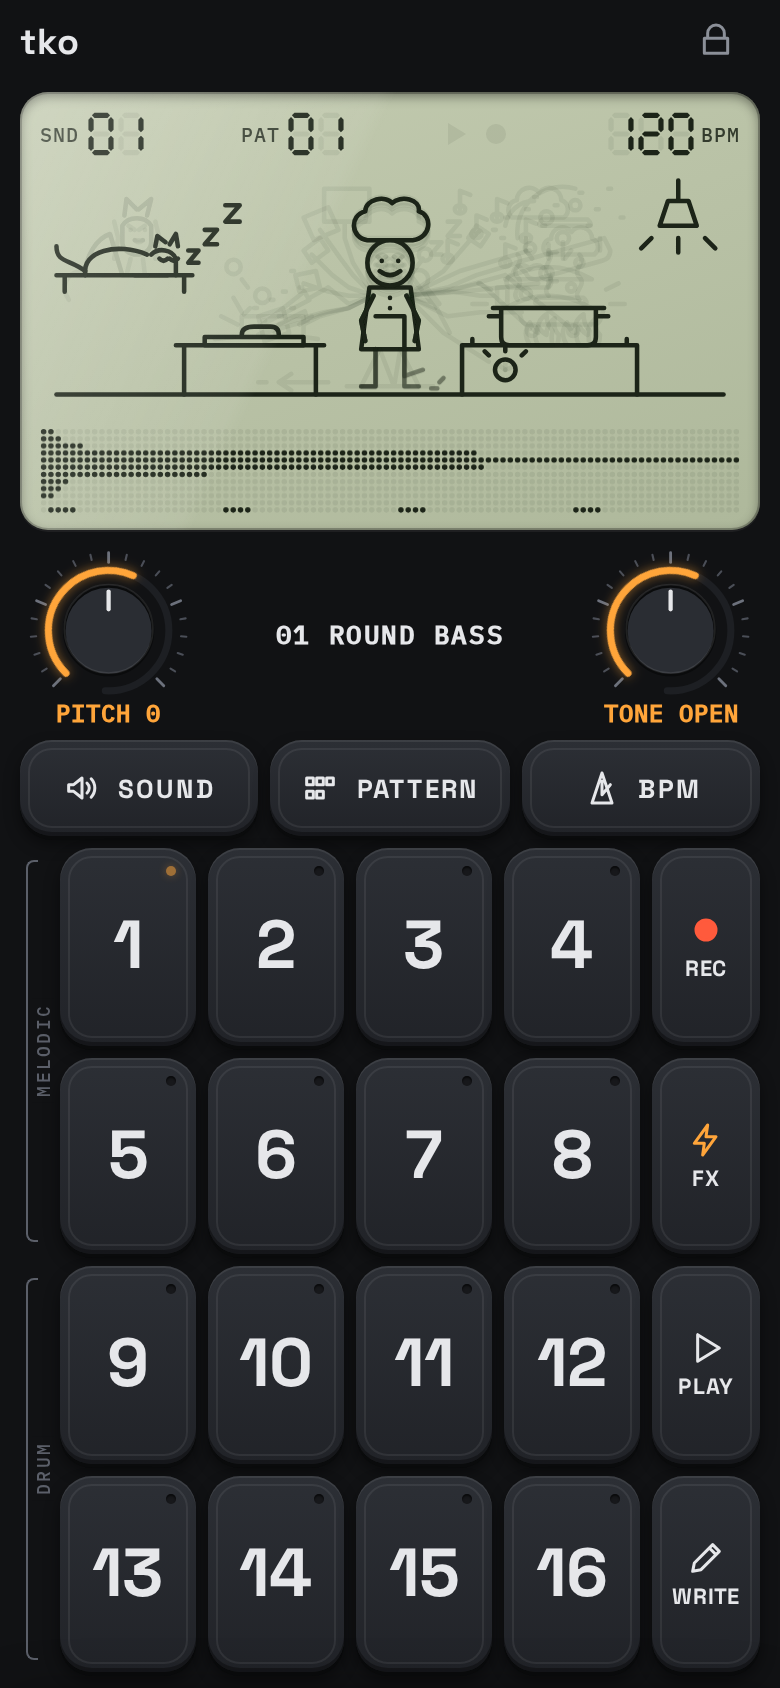 tko
SND 01 PAT 01 120 BPM
z z z
01 ROUND BASS
PITCH 0 TONE OPEN
SOUND PATTERN BPM
MELODIC
1 2 3 4 REC
5 6 7 8 FX
DRUM
9 10 11 12 PLAY
13 14 15 16 WRITE